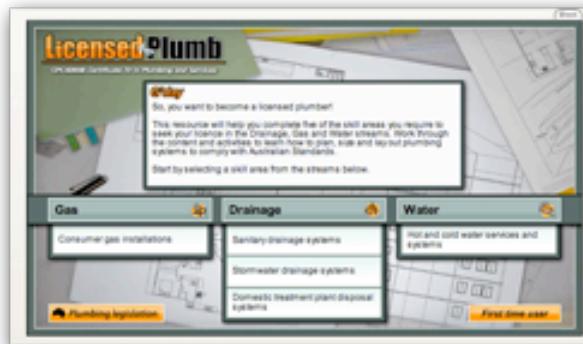 Licensed Plumb
G'day
So, you want to become a licensed plumber!
This resource will help you complete five of the skill areas you require to
seek your licence in the Drainage, Gas and Water streams. Work through
the content and activities to learn how to plan, size and lay out plumbing
systems to comply with Australian Standards.
Start by selecting a skill area from the streams below.
Gas
Drainage
Water
Consumer gas installations
Sanitary drainage systems
Stormwater drainage systems
Domestic treatment plant disposal
systems
Hot and cold water services and
systems
Plumbing legislation
First time user